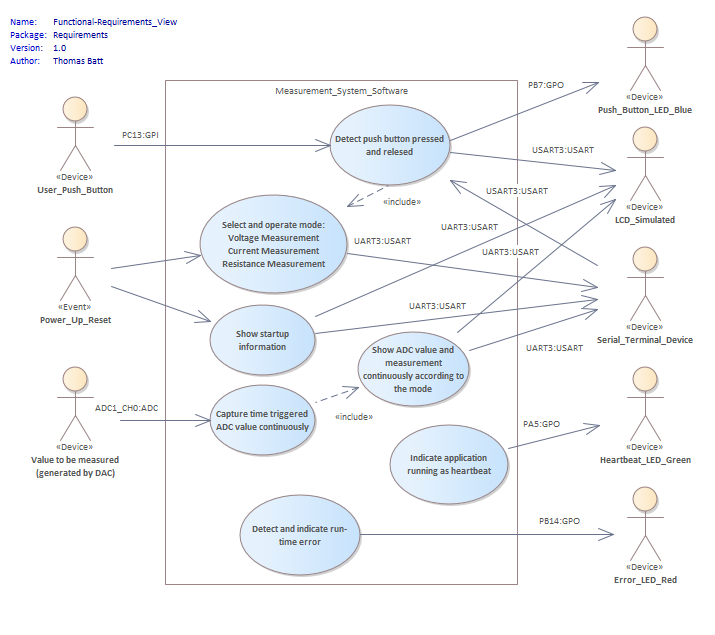 Name: Functional-Requirements_View
Package: Requirements
Version: 1.0
Author: Thomas Batt
Measurement_System_Software
PB7:GPO
«Device»
Push_Button_LED_Blue
PC13:GPI
Detect push button pressed
and relesed
«Device»
User_Push_Button
USART3:USART
«Device»
LCD_Simulated
USART3:USART
«include»
Select and operate mode:
Voltage Measurement
Current Measurement
Resistance Measurement
UART3:USART
UART3:USART
UART3:USART
«Event»
Power_Up_Reset
Show startup
information
UART3:USART
«Device»
Serial_Terminal_Device
UART3:USART
Show ADC value and
measurement
continuously according to
the mode
ADC1_CH0:ADC
Capture time triggered
ADC value continuously
«include»
«Device»
Value to be measured
(generated by DAC)
PA5:GPO
Indicate application
running as heartbeat
«Device»
Heartbeat_LED_Green
Detect and indicate run-
time error
PB14:GPO
«Device»
Error_LED_Red